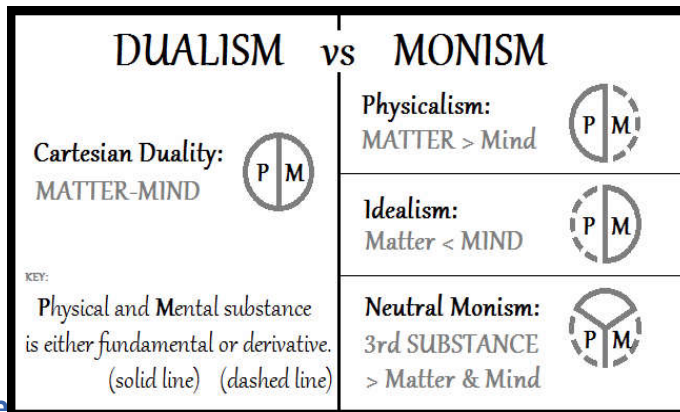 DUALISM vs MONISM
Cartesian Duality:
MATTER-MIND
P M
KEY:
Physical and Mental substance
is either fundamental or derivative.
(solid line) (dashed line)
Physicalism:
MATTER > Mind
P M
Idealism:
Matter < MIND
P M
Neutral Monism:
3rd SUBSTANCE
> Matter & Mind
P M